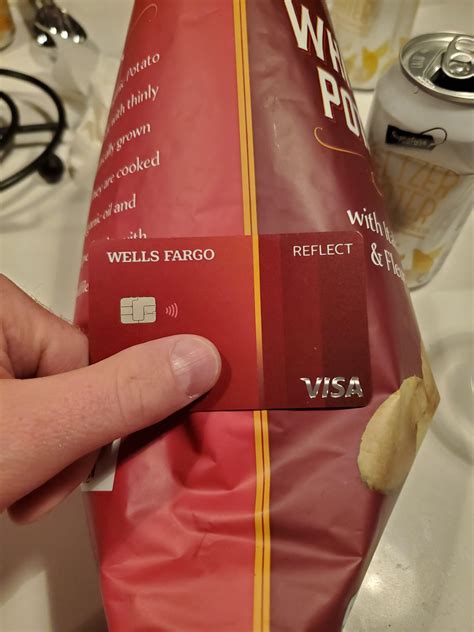 WH
PO
Potato
with thinly
grown
are cooked
oil and
with
with
& Fl
WELLS FARGO
REFLECT
VISA